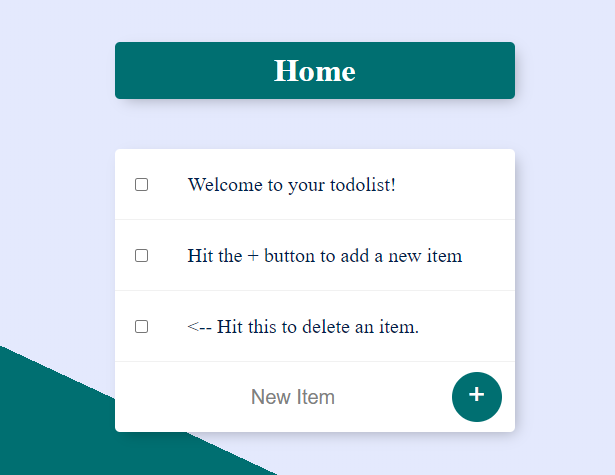 Home
Welcome to your todolist!
Hit the + button to add a new item
<-- Hit this to delete an item.
New Item +